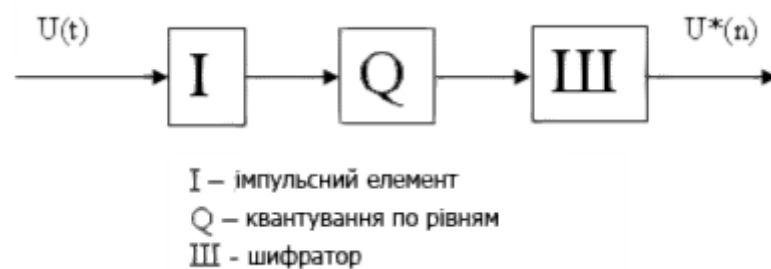 U(t)
U*(n)
I
Q
Ш
I – імпульсний елемент
Q – квантування по рівням
Ш - шифратор